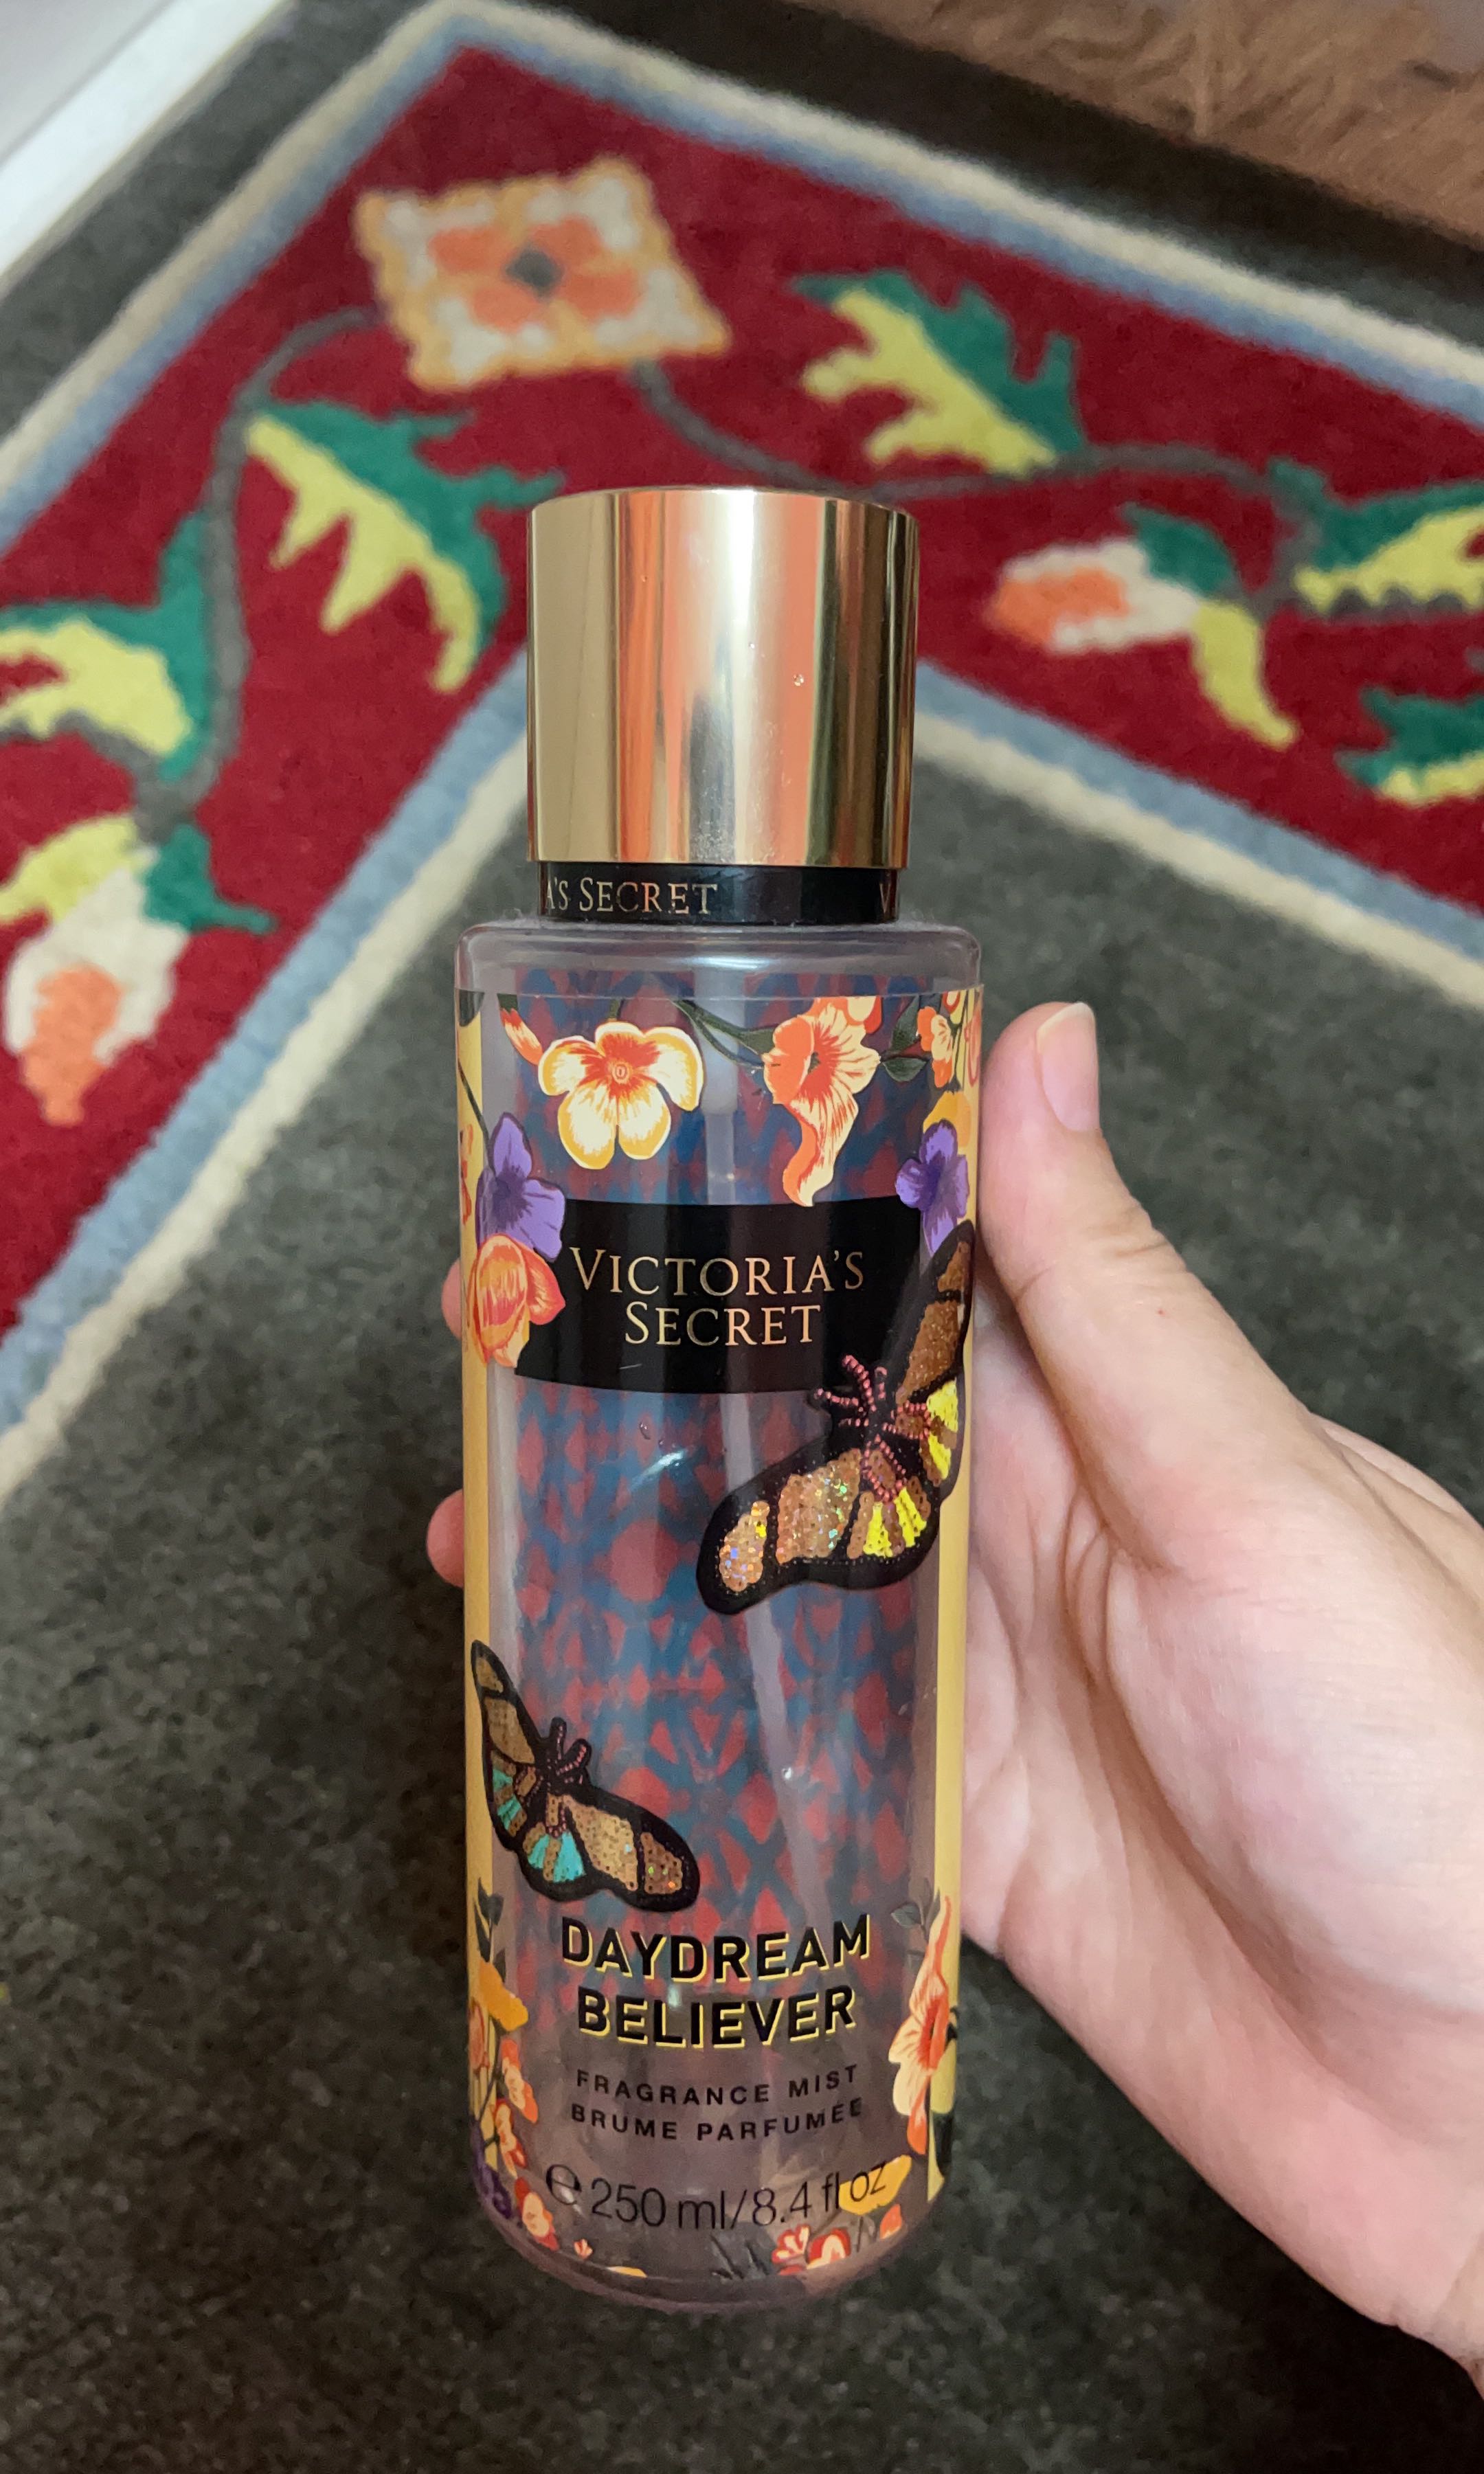 A'S SECRET V
VICTORIA'S
SECRET
DAYDREAM
BELIEVER
FRAGRANCE MIST
BRUME PARFUMÉE
℮ 250 ml/8.4 fl oz